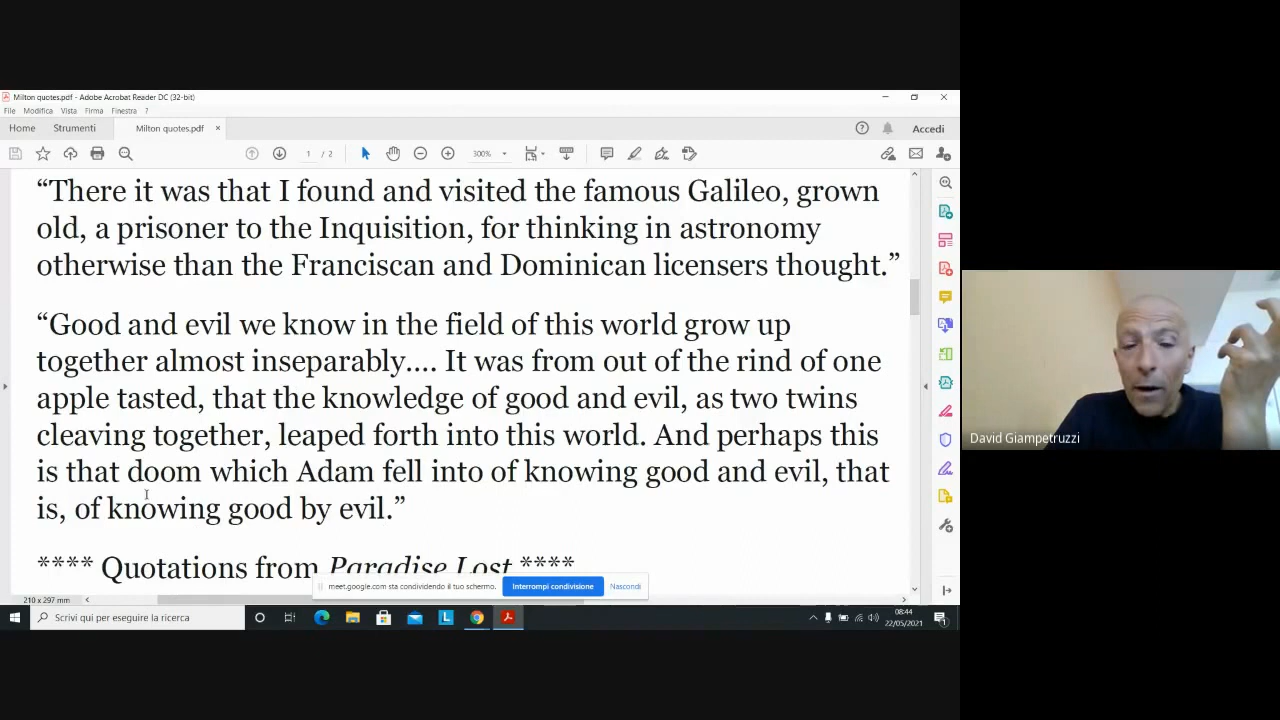 Milton quotes.pdf - Adobe Acrobat Reader DC (32-bit)
File Modifica Vista Firma Finestra ?
Home Strumenti Milton quotes.pdf × Accedi
1 / 2 300%
“There it was that I found and visited the famous Galileo, grown
old, a prisoner to the Inquisition, for thinking in astronomy
otherwise than the Franciscan and Dominican licensers thought.”
“Good and evil we know in the field of this world grow up
together almost inseparably…. It was from out of the rind of one
apple tasted, that the knowledge of good and evil, as two twins
cleaving together, leaped forth into this world. And perhaps this
is that doom which Adam fell into of knowing good and evil, that
is, of knowing good by evil.”
**** Quotations from Paradise Lost ****
meet.google.com sta condividendo il tuo schermo. Interrompi condivisione Nascondi
210 x 297 mm
Scrivi qui per eseguire la ricerca
L
08:44
22/05/2021
David Giampetruzzi